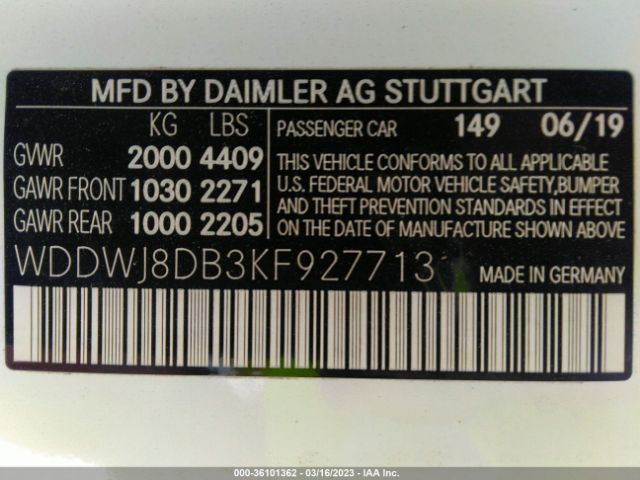 MFD BY DAIMLER AG STUTTGART
KG LBS
GVWR 2000 4409
GAWR FRONT 1030 2271
GAWR REAR 1000 2205
PASSENGER CAR 149 06/19
THIS VEHICLE CONFORMS TO ALL APPLICABLE
U.S. FEDERAL MOTOR VEHICLE SAFETY,BUMPER
AND THEFT PREVENTION STANDARDS IN EFFECT
ON THE DATE OF MANUFACTURE SHOWN ABOVE
WDDWJ8DB3KF927713
MADE IN GERMANY
000-36101362 - 03/16/2023 - IAAI.COM